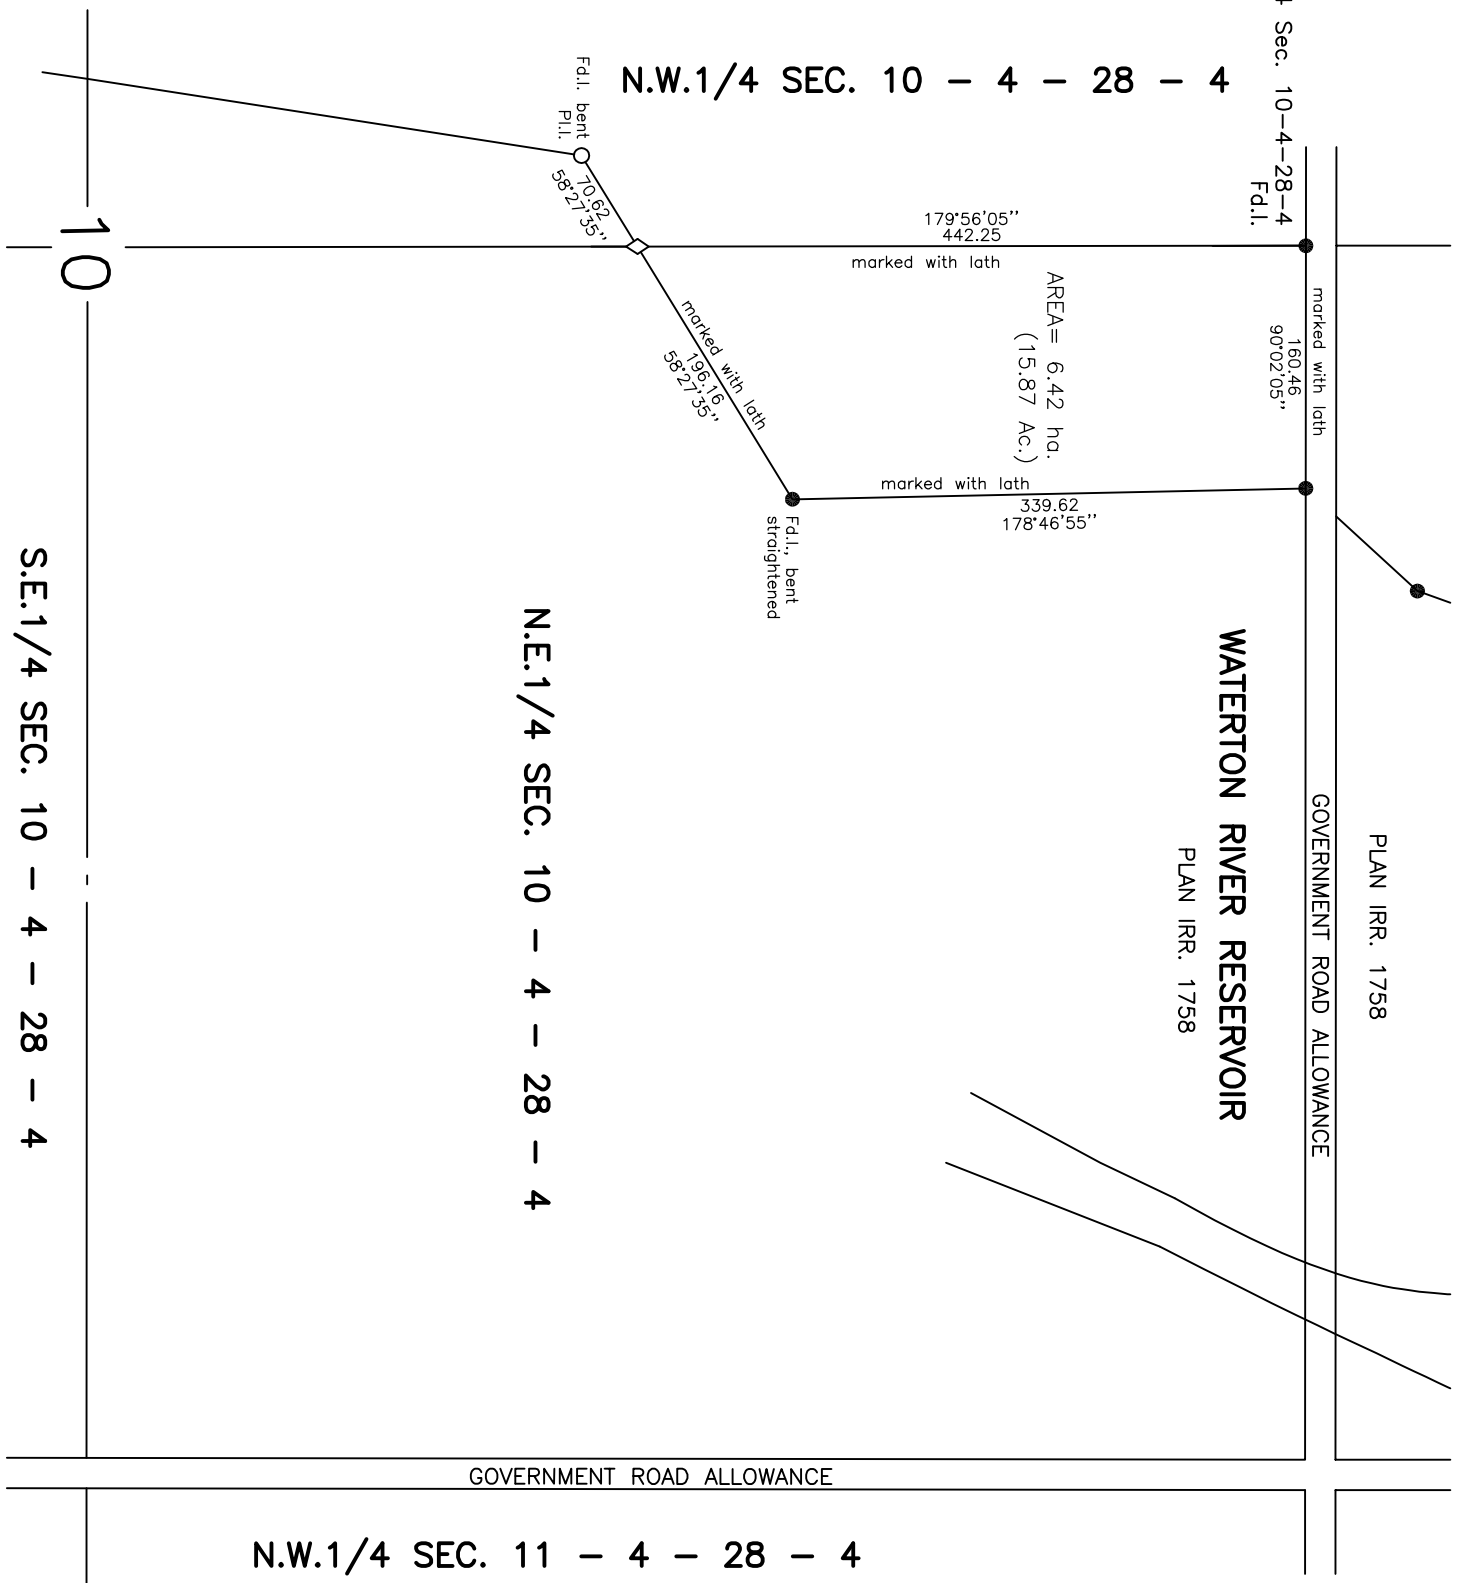 4 Sec. 10-4-28-4
Fd.I.
N.W.1/4 SEC. 10 - 4 - 28 - 4
Fd.I. bent
Pl.I.
70.62
58°27'35''
179°56'05''
442.25
marked with lath
marked with lath
160.46
90°02'05''
10
marked with lath
196.16
58°27'35''
AREA= 6.42 ha.
(15.87 Ac.)
marked with lath
339.62
178°46'55''
Fd.I., bent
straightened
WATERTON RIVER RESERVOIR
PLAN IRR. 1758
GOVERNMENT ROAD ALLOWANCE
PLAN IRR. 1758
N.E.1/4 SEC. 10 - 4 - 28 - 4
S.E.1/4 SEC. 10 - 4 - 28 - 4
GOVERNMENT ROAD ALLOWANCE
N.W.1/4 SEC. 11 - 4 - 28 - 4